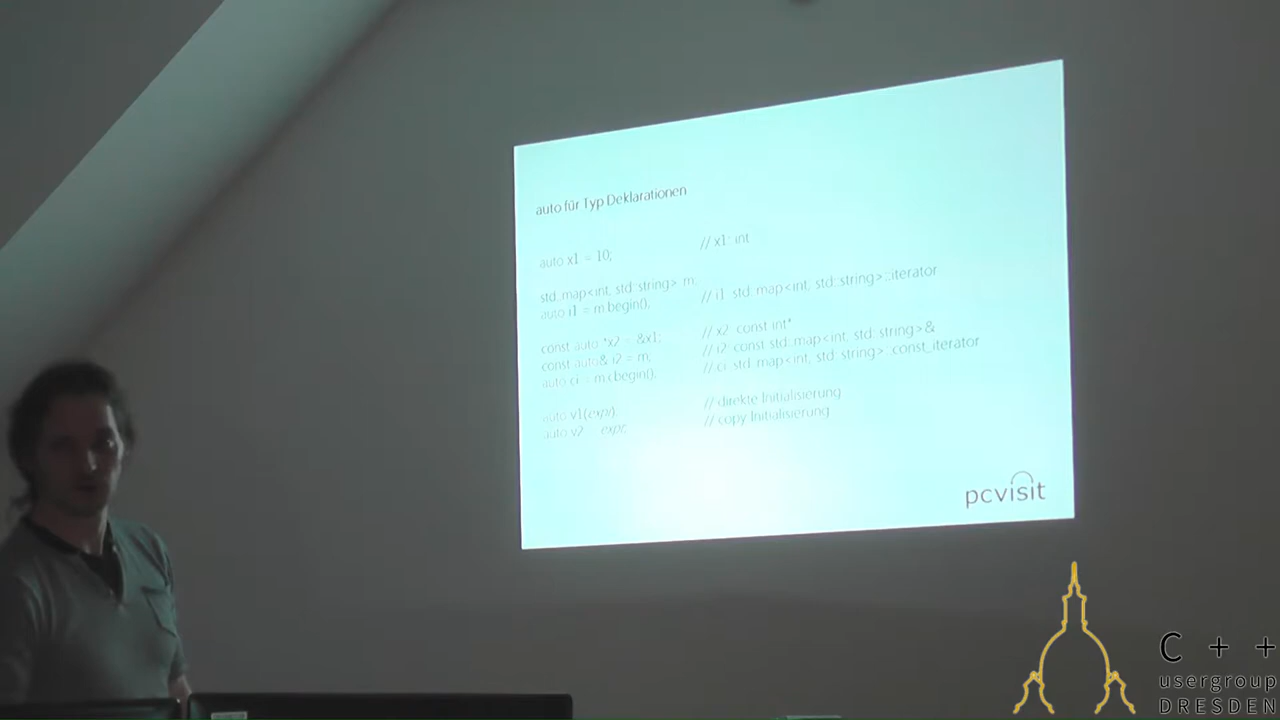 auto für Typ Deklarationen
auto x1 = 10; // x1: int
std::map<int, std::string> m;
auto i1 = m.begin(); // i1: std::map<int, std::string>::iterator
const auto *x2 = &x1; // x2: const int*
const auto& i2 = m; // i2: const std::map<int, std::string>&
auto ci = m.cbegin(); // ci: std::map<int, std::string>::const_iterator
auto v1(expr); // direkte Initialisierung
auto v2 = expr; // copy Initialisierung
pcvisit
C++
usergroup
DRESDEN